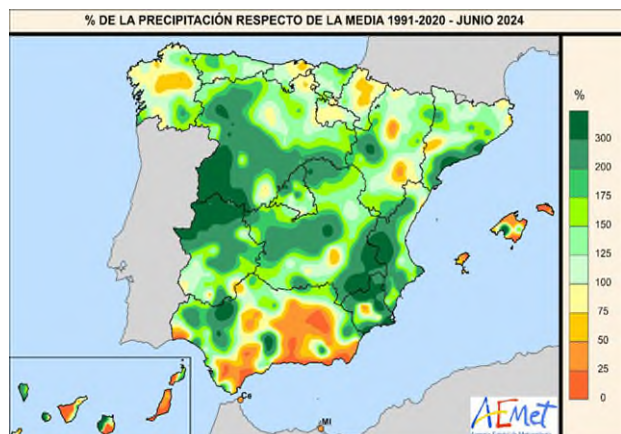 % DE LA PRECIPITACIÓN RESPECTO DE LA MEDIA 1991-2020 - JUNIO 2024
%
300
200
175
150
125
100
75
50
25
0
Ce
Ml
AEMet